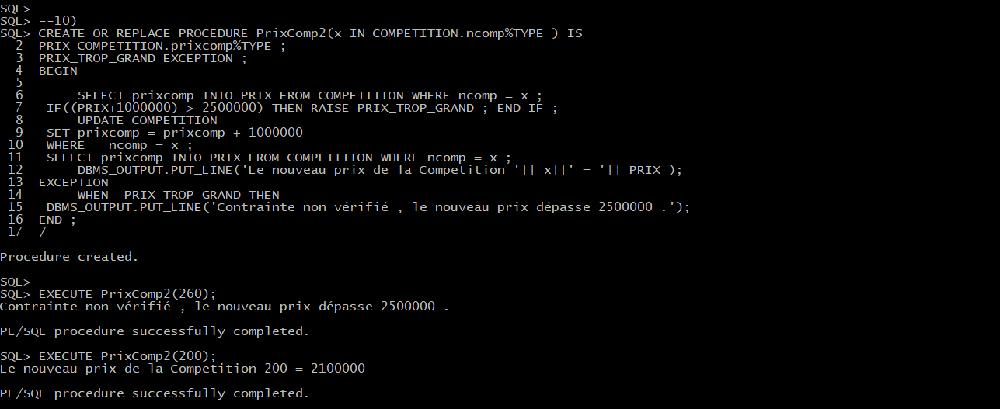 SQL>
SQL> --10)
SQL> CREATE OR REPLACE PROCEDURE PrixComp2(x IN COMPETITION.ncomp%TYPE ) IS
  2  PRIX COMPETITION.prixcomp%TYPE ;
  3  PRIX_TROP_GRAND EXCEPTION ;
  4  BEGIN
  5
  6       SELECT prixcomp INTO PRIX FROM COMPETITION WHERE ncomp = x ;
  7   IF((PRIX+1000000) > 2500000) THEN RAISE PRIX_TROP_GRAND ; END IF ;
  8       UPDATE COMPETITION
  9   SET prixcomp = prixcomp + 1000000
 10   WHERE   ncomp = x ;
 11   SELECT prixcomp INTO PRIX FROM COMPETITION WHERE ncomp = x ;
 12       DBMS_OUTPUT.PUT_LINE('Le nouveau prix de la Competition '|| x||' = '|| PRIX );
 13  EXCEPTION
 14       WHEN  PRIX_TROP_GRAND THEN
 15   DBMS_OUTPUT.PUT_LINE('Contrainte non vérifié , le nouveau prix dépasse 2500000 .');
 16  END ;
 17  /
Procedure created.
SQL>
SQL> EXECUTE PrixComp2(260);
Contrainte non vérifié , le nouveau prix dépasse 2500000 .
PL/SQL procedure successfully completed.
SQL> EXECUTE PrixComp2(200);
Le nouveau prix de la Competition 200 = 2100000
PL/SQL procedure successfully completed.